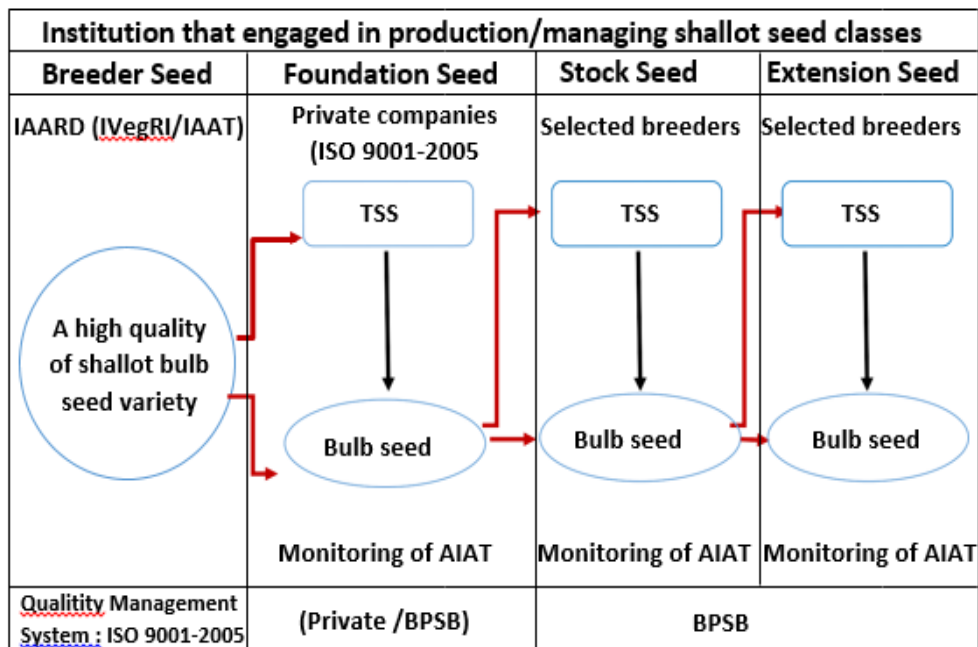 Institution that engaged in production/managing shallot seed classes
Breeder Seed
Foundation Seed
Stock Seed
Extension Seed
IAARD (IVegRI/IAAT)
Private companies
(ISO 9001-2005
Selected breeders
Selected breeders
TSS
TSS
TSS
A high quality
of shallot bulb
seed variety
Bulb seed
Bulb seed
Bulb seed
Monitoring of AIAT
Monitoring of AIAT
Monitoring of AIAT
Qualitity Management
System : ISO 9001-2005
(Private /BPSB)
BPSB